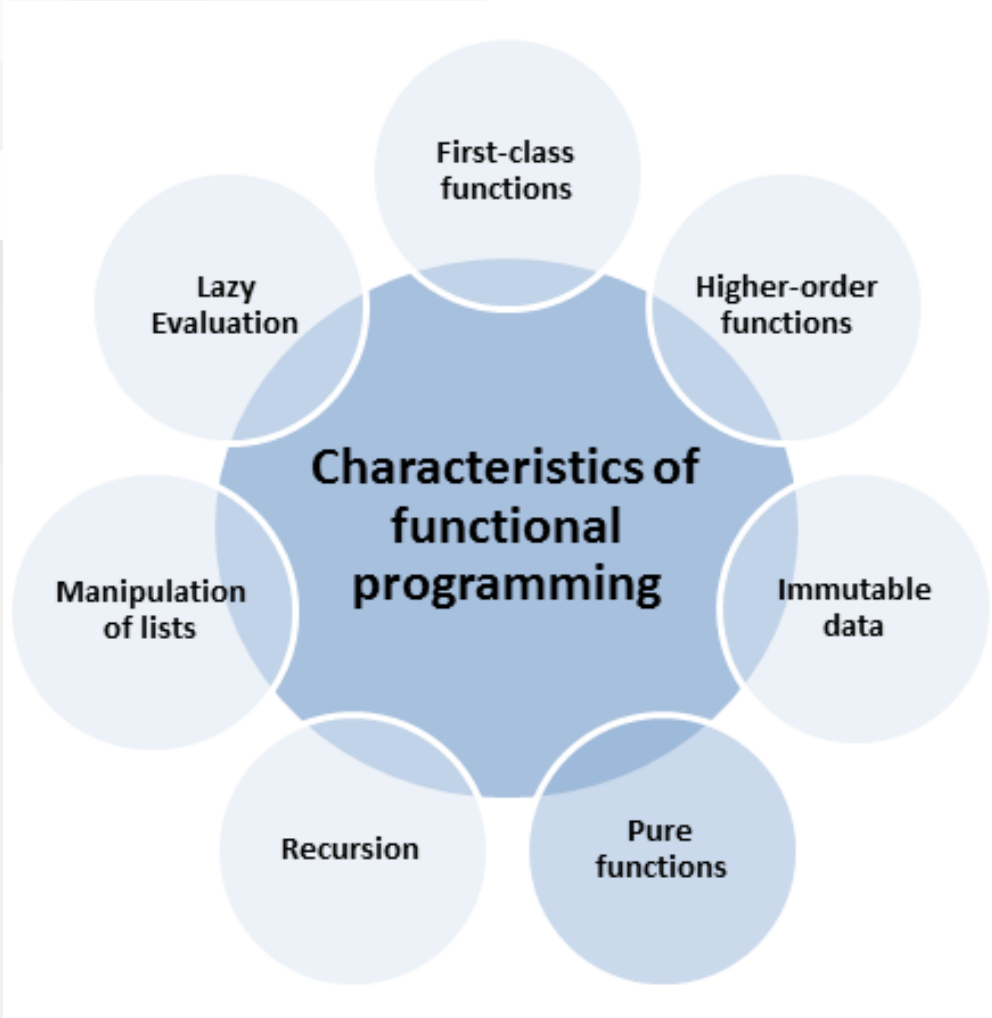 First-class
functions
Higher-order
functions
Lazy
Evaluation
Characteristics of
functional
programming
Immutable
data
Manipulation
of lists
Pure
functions
Recursion